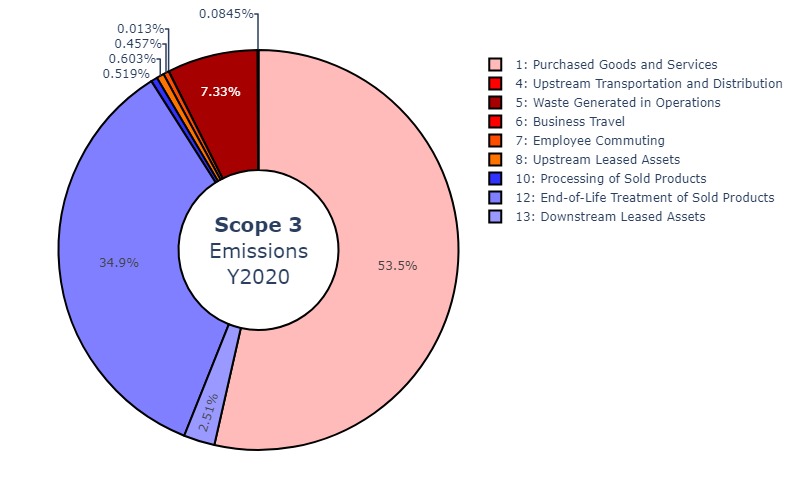 0.0845%
0.013%
0.457%
0.603%
0.519%
7.33%
34.9%
53.5%
2.51%
Scope 3
Emissions
Y2020
1: Purchased Goods and Services
4: Upstream Transportation and Distribution
5: Waste Generated in Operations
6: Business Travel
7: Employee Commuting
8: Upstream Leased Assets
10: Processing of Sold Products
12: End-of-Life Treatment of Sold Products
13: Downstream Leased Assets